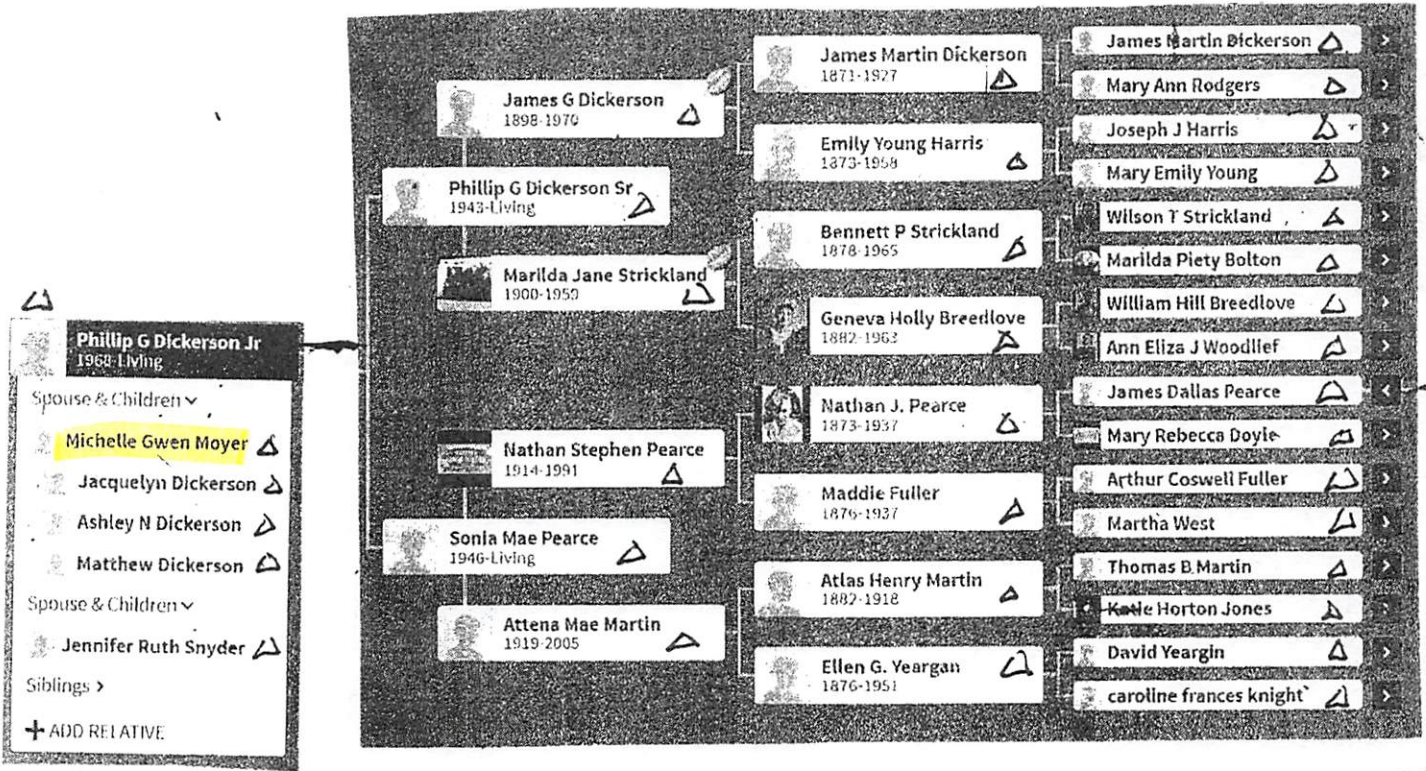 Phillip G Dickerson Jr
1968-Living
Spouse & Children
Michelle Gwen Moyer
Jacquelyn Dickerson
Ashley N Dickerson
Matthew Dickerson
Spouse & Children
Jennifer Ruth Snyder
Siblings >
+ ADD RELATIVE
Phillip G Dickerson Sr
1943-Living
Sonia Mae Pearce
1946-Living
James G Dickerson
1898-1970
Marilda Jane Strickland
1900-1959
Nathan Stephen Pearce
1914-1991
Attena Mae Martin
1919-2005
James Martin Dickerson
1871-1927
Emily Young Harris
1873-1958
Bennett P Strickland
1878-1965
Geneva Holly Breedlove
1882-1963
Nathan J. Pearce
1873-1937
Maddie Fuller
1876-1937
Atlas Henry Martin
1882-1918
Ellen G. Yeargan
1876-1951
James Martin Dickerson
Mary Ann Rodgers
Joseph J Harris
Mary Emily Young
Wilson T Strickland
Marilda Piety Bolton
William Hill Breedlove
Ann Eliza J Woodlief
James Dallas Pearce
Mary Rebecca Doyle
Arthur Coswell Fuller
Martha West
Thomas B Martin
Katie Horton Jones
David Yeargin
caroline frances knight